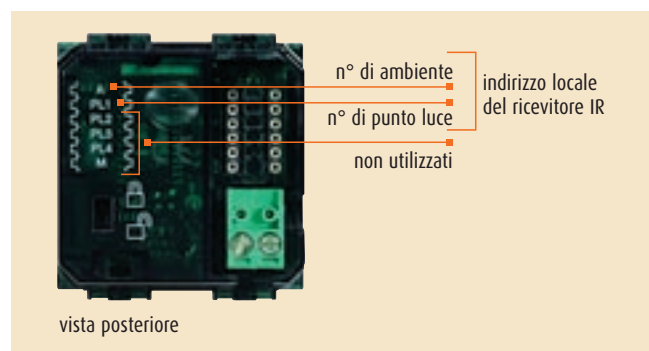 A
PL1
PL2
PL3
PL4
M
n° di ambiente
n° di punto luce
non utilizzati
indirizzo locale
del ricevitore IR
vista posteriore